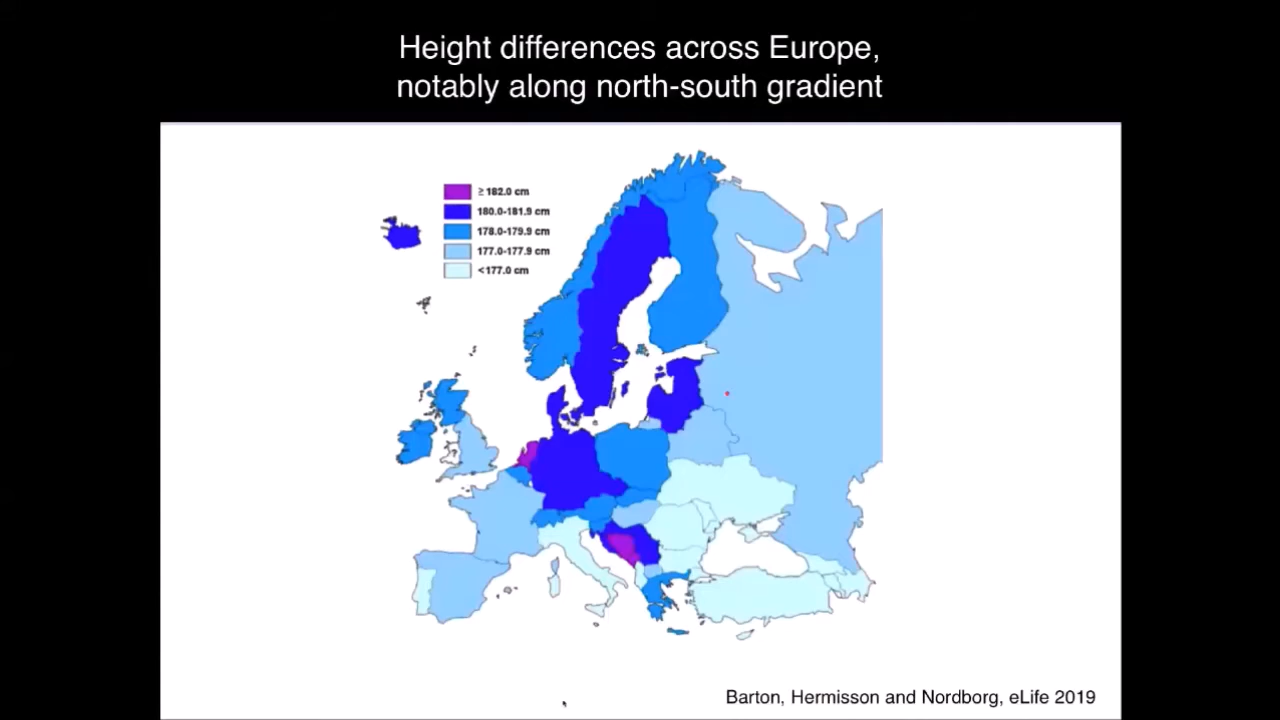 Height differences across Europe,
notably along north-south gradient
≥ 182.0 cm
180.0-181.9 cm
178.0-179.9 cm
177.0-177.9 cm
<177.0 cm
?
Barton, Hermisson and Nordborg, eLife 2019